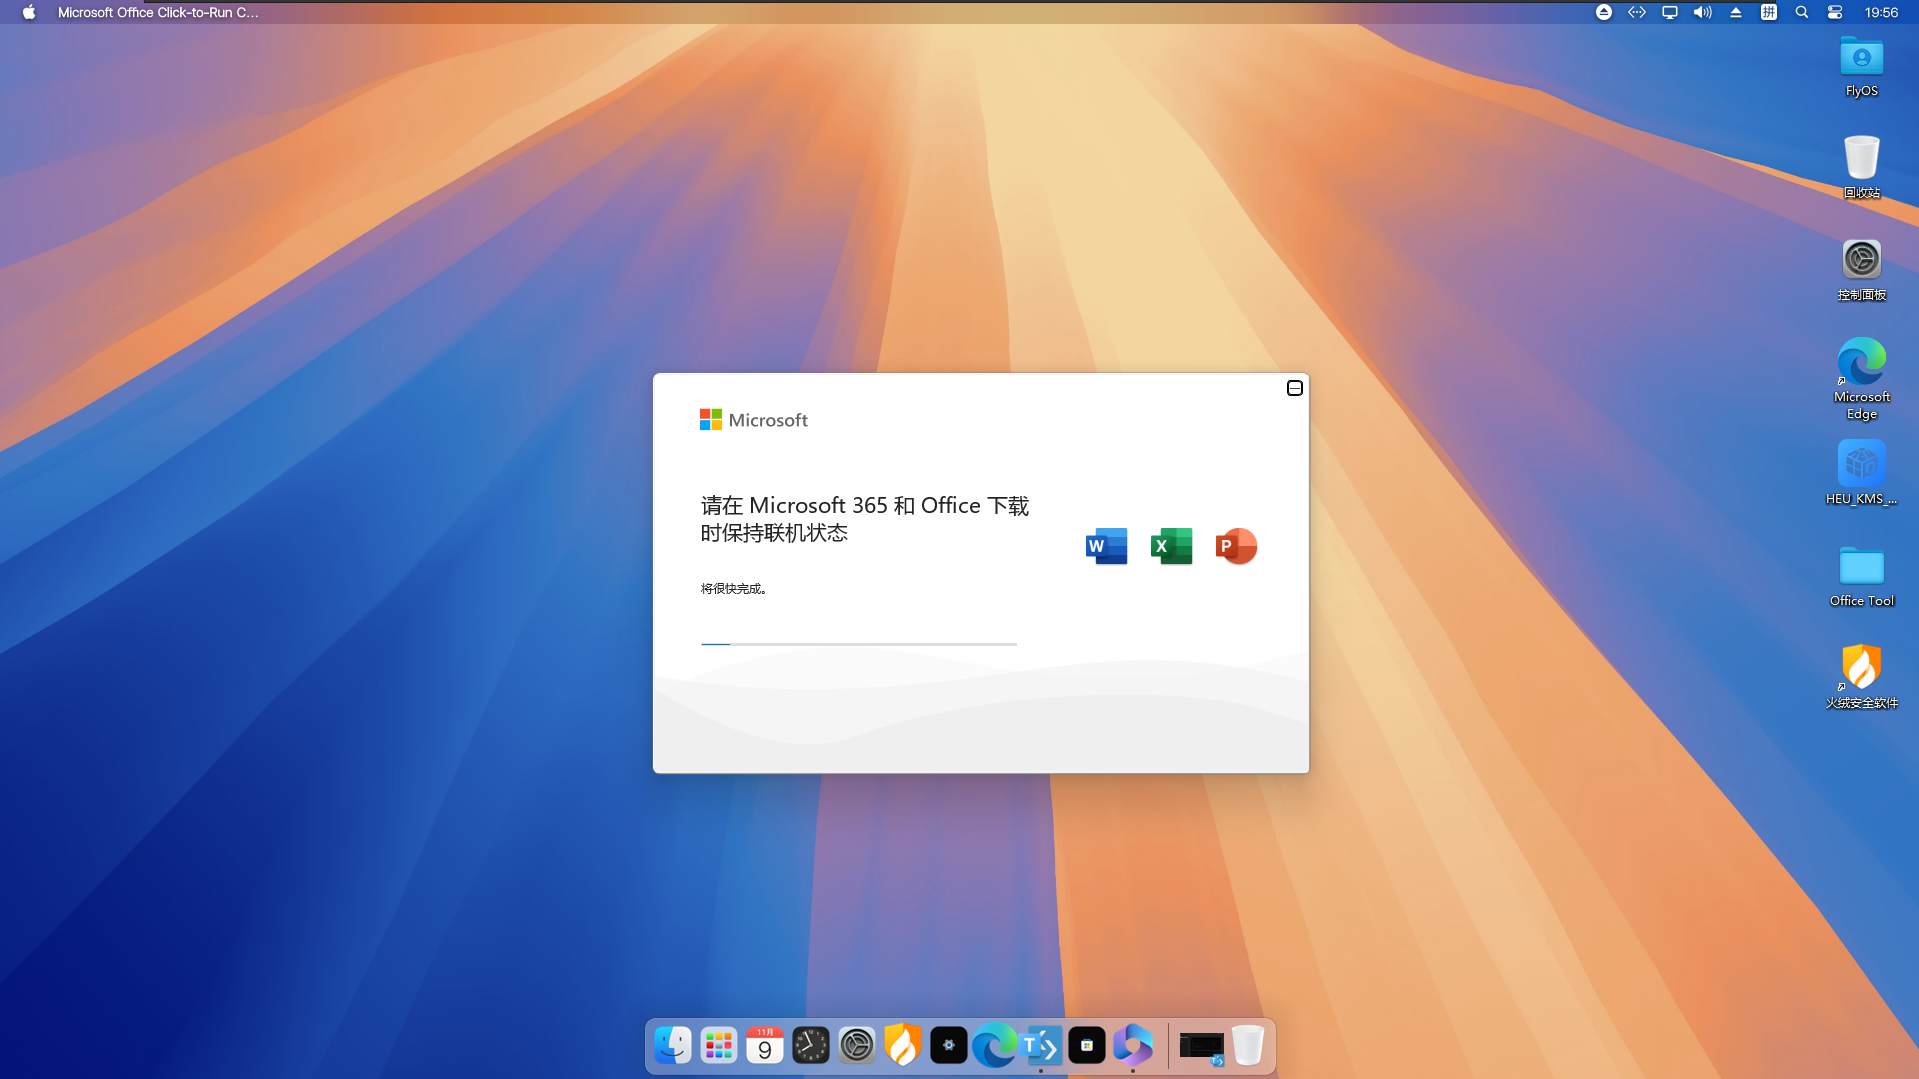 Microsoft Office Click-to-Run C...
拼
19:56
FlyOS
回收站
控制面板
Microsoft
Edge
HEU_KMS_...
Office Tool
火绒安全软件
Microsoft
请在 Microsoft 365 和 Office 下载
时保持联机状态
W
X
P
将很快完成。
11月
9
T